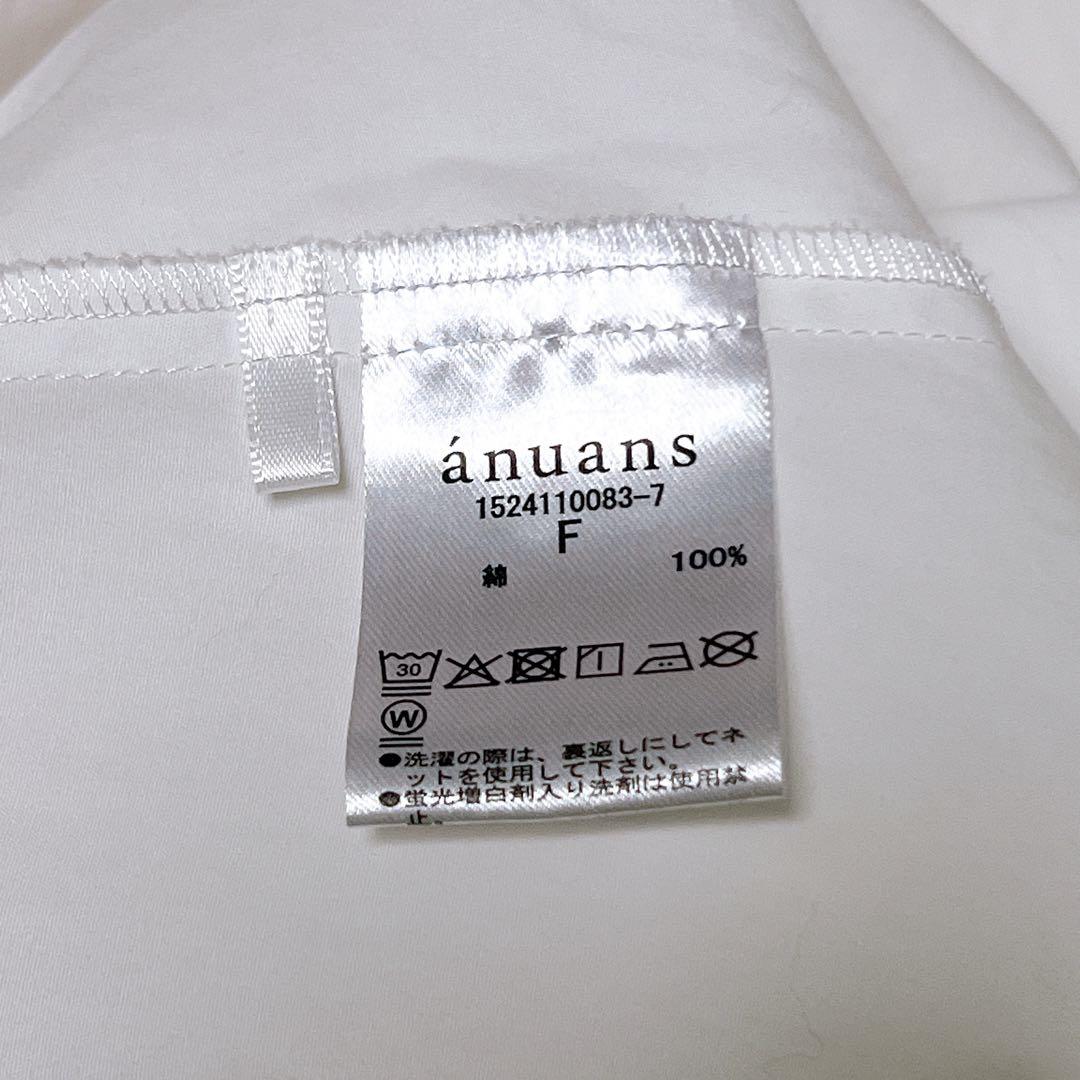 ánuans
1524110083-7
F
綿 100%
30
W
●洗濯の際は、裏返しにしてネ
ットを使用して下さい。
●蛍光増白剤入り洗剤は使用禁
止。